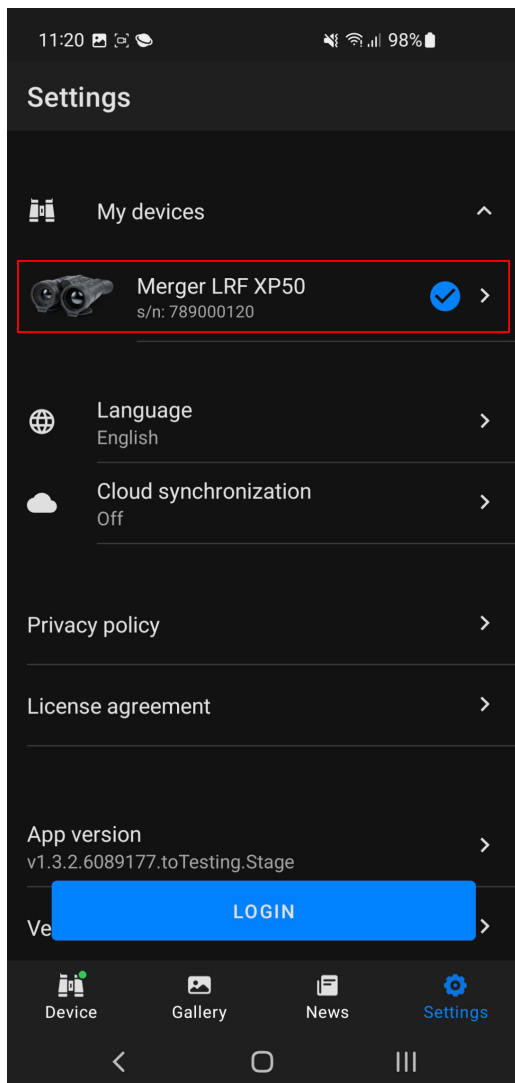 11:20 98%
Settings
My devices
Merger LRF XP50
s/n: 789000120
Language
English
Cloud synchronization
Off
Privacy policy
License agreement
App version
v1.3.2.6089177.toTesting.Stage
LOGIN
Ve
Device Gallery News Settings